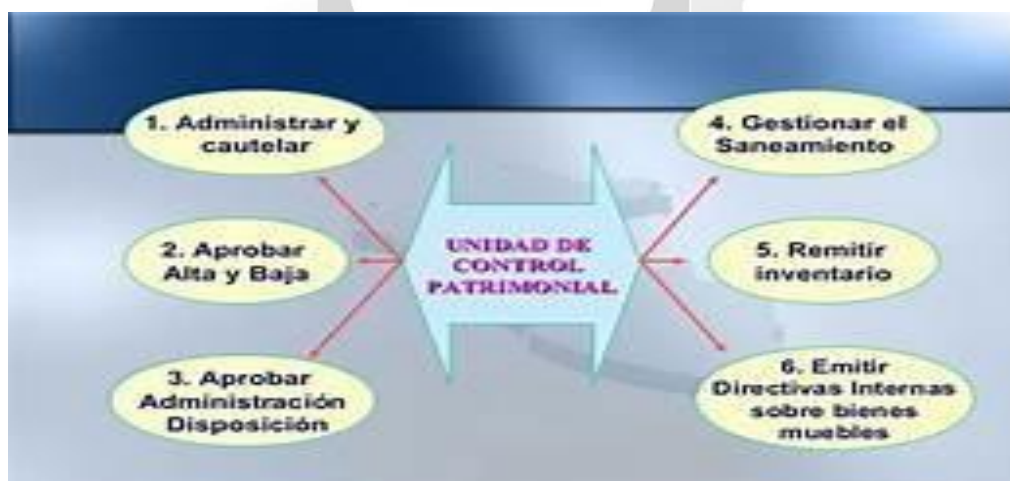 1. Administrar y
cautelar
2. Aprobar
Alta y Baja
3. Aprobar
Administración
Disposición
UNIDAD DE
CONTROL
PATRIMONIAL
4. Gestionar el
Saneamiento
5. Remitir
inventario
6. Emitir
Directivas Internas
sobre bienes
muebles